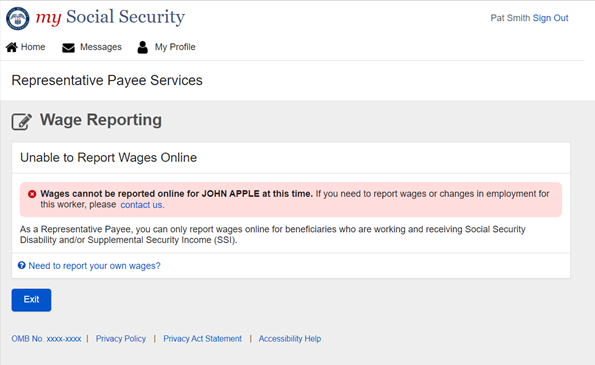 my Social Security
Pat Smith Sign Out
Home Messages My Profile
Representative Payee Services
Wage Reporting
Unable to Report Wages Online
Wages cannot be reported online for JOHN APPLE at this time. If you need to report wages or changes in employment for
this worker, please contact us.
As a Representative Payee, you can only report wages online for beneficiaries who are working and receiving Social Security
Disability and/or Supplemental Security Income (SSI).
Need to report your own wages?
Exit
OMB No. xxxx-xxxx | Privacy Policy | Privacy Act Statement | Accessibility Help